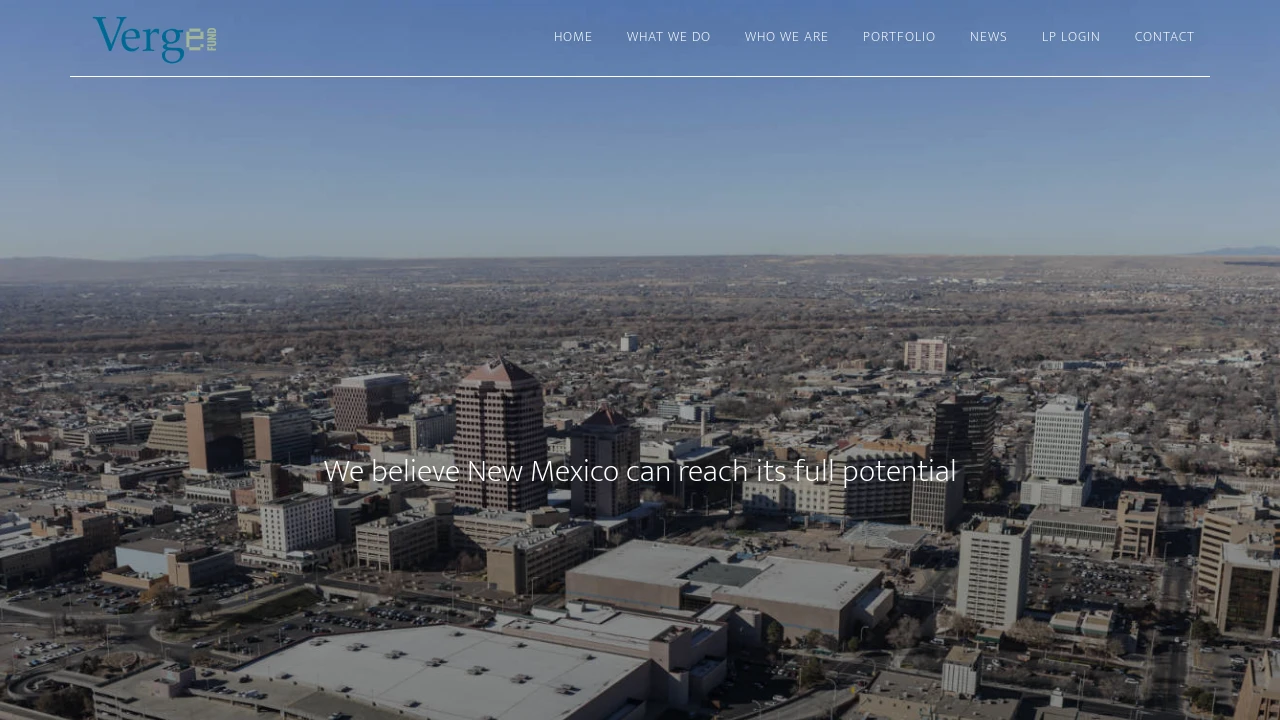 Verge FUND
HOME WHAT WE DO WHO WE ARE PORTFOLIO NEWS LP LOGIN CONTACT
We believe New Mexico can reach its full potential